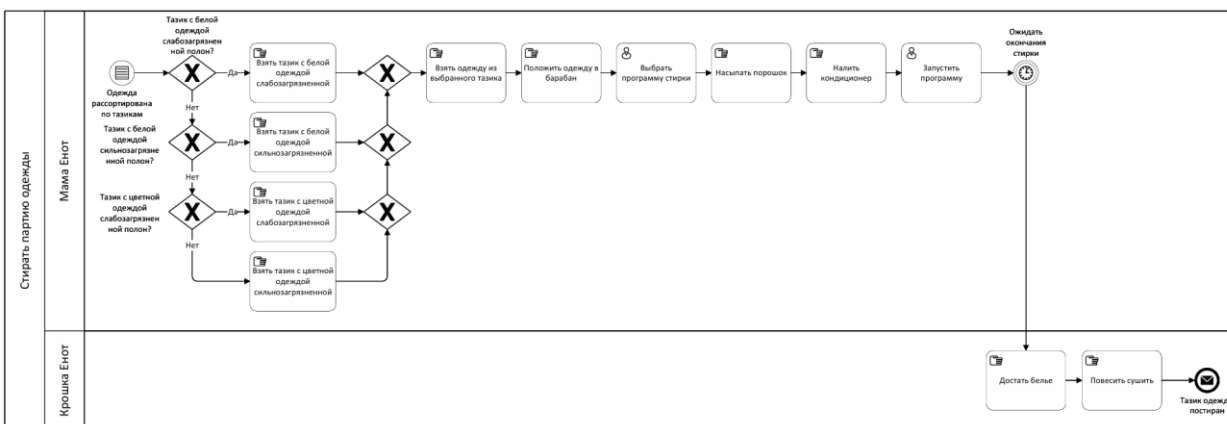 Стирать партию одежды
Мама Енот
Тазик с белой
одеждой
слабозагрязнен
ной полон?
Одежда
рассортирована
по тазикам
Да
Взять тазик с белой
одеждой
слабозагрязненной
Взять одежду из
выбранного тазика
Положить одежду в
барабан
Выбрать
программу стирки
Насыпать порошок
Налить
кондиционер
Запустить
программу
Ожидать
окончания
стирки
Нет
Тазик с белой
одеждой
сильнозагрязне
нной полон?
Да
Взять тазик с белой
одеждой
сильнозагрязненной
Нет
Тазик с цветной
одеждой
слабозагрязнен
ной полон?
Да
Взять тазик с цветной
одеждой
слабозагрязненной
Нет
Взять тазик с цветной
одеждой
сильнозагрязненной
Крошка Енот
Достать белье
Повесить сушить
Тазик одежд
постиран